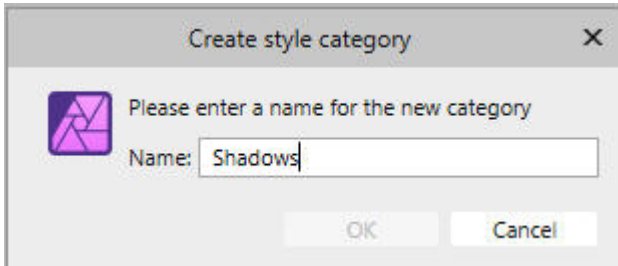 Create style category
Please enter a name for the new category
Name: Shadows
OK Cancel